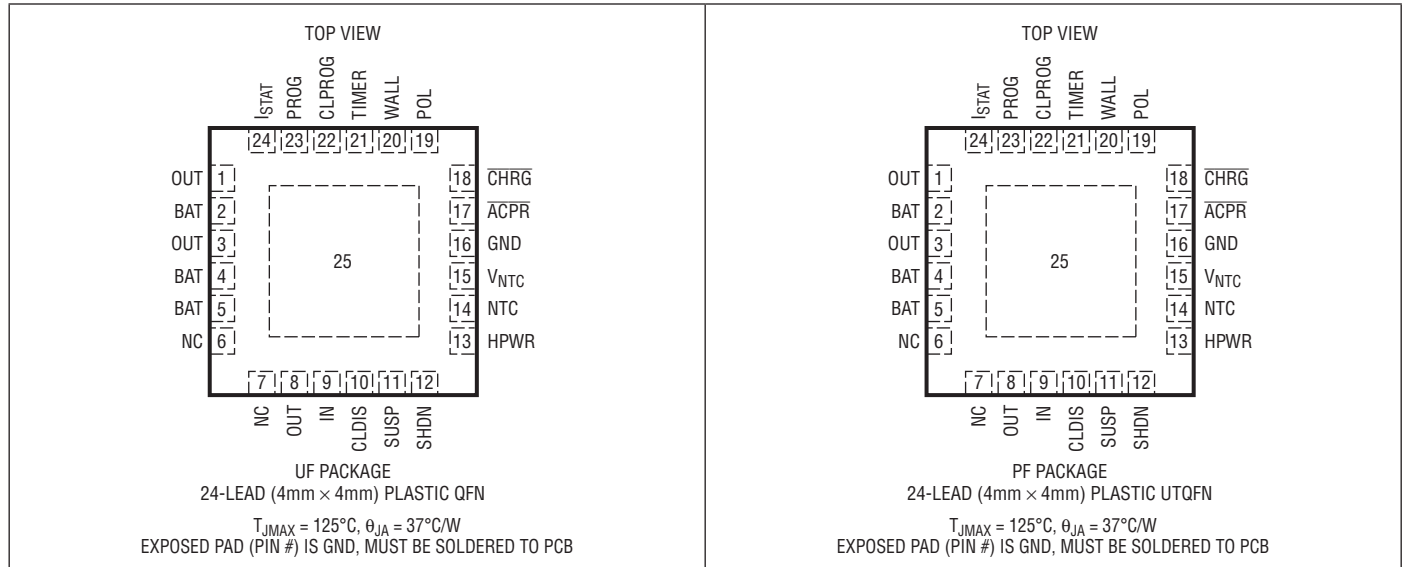 TOP VIEW
ISTAT
PROG
CLPROG
TIMER
WALL
POL
24 23 22 21 20 19
OUT 1
BAT 2
OUT 3
BAT 4
BAT 5
NC 6
25
18 CHRG
17 ACPR
16 GND
15 VNTC
14 NTC
13 HPWR
7 8 9 10 11 12
NC
OUT
IN
CLDIS
SUSP
SHDN
UF PACKAGE
24-LEAD (4mm × 4mm) PLASTIC QFN
TJMAX = 125°C, θJA = 37°C/W
EXPOSED PAD (PIN #) IS GND, MUST BE SOLDERED TO PCB
TOP VIEW
ISTAT
PROG
CLPROG
TIMER
WALL
POL
24 23 22 21 20 19
OUT 1
BAT 2
OUT 3
BAT 4
BAT 5
NC 6
25
18 CHRG
17 ACPR
16 GND
15 VNTC
14 NTC
13 HPWR
7 8 9 10 11 12
NC
OUT
IN
CLDIS
SUSP
SHDN
PF PACKAGE
24-LEAD (4mm × 4mm) PLASTIC UTQFN
TJMAX = 125°C, θJA = 37°C/W
EXPOSED PAD (PIN #) IS GND, MUST BE SOLDERED TO PCB